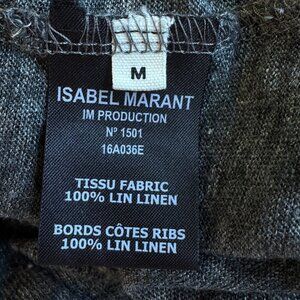 M
ISABEL MARANT
IM PRODUCTION
Nº 1501
16A036E
TISSU FABRIC
100% LIN LINEN
BORDS CÔTES RIBS
100% LIN LINEN